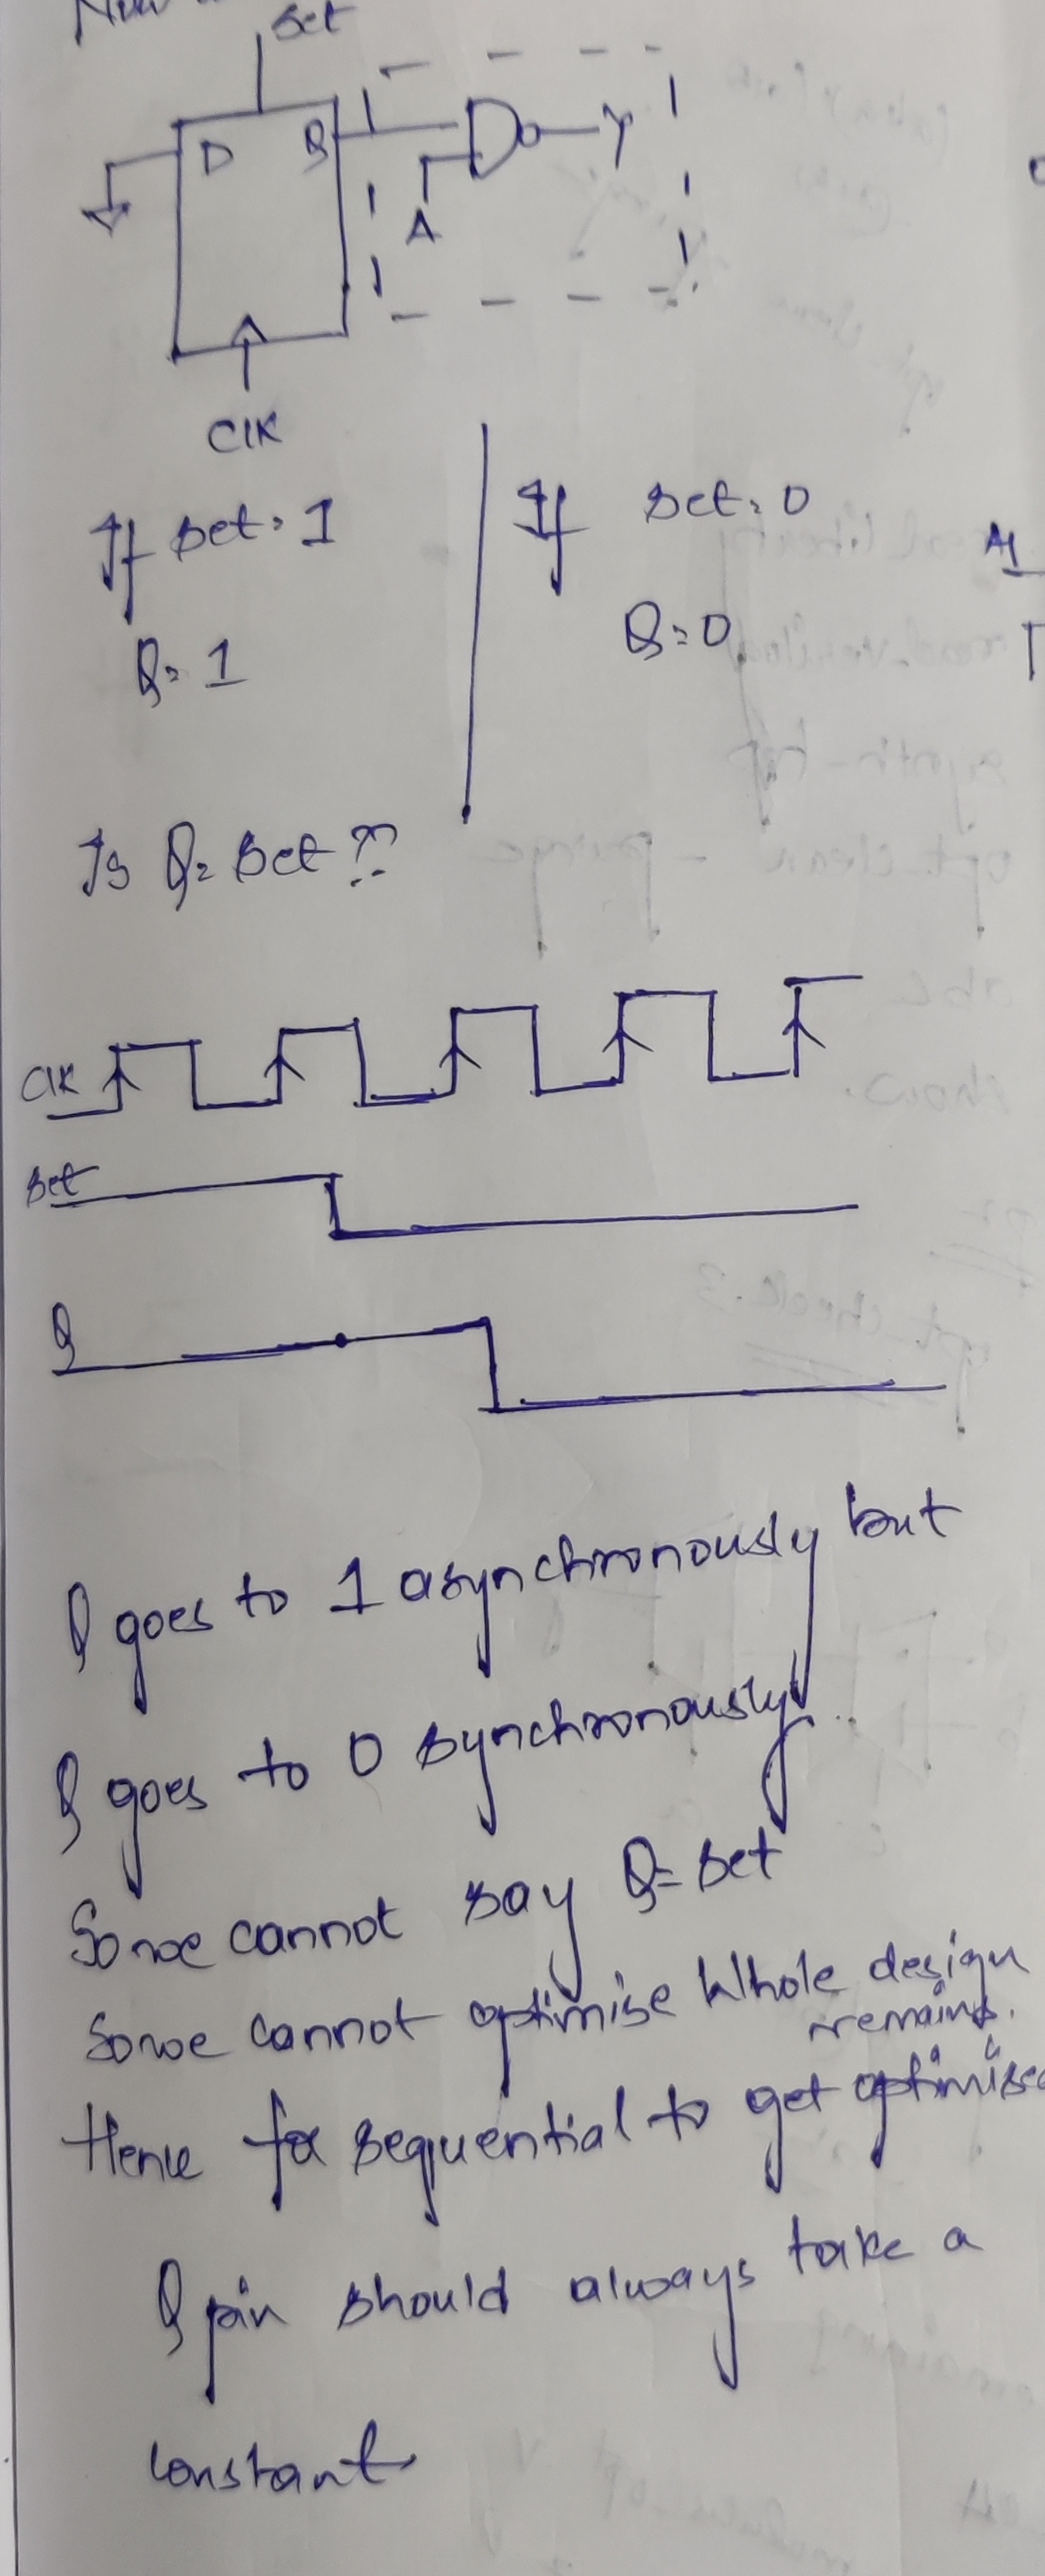 Set
D Q
Y
A
Clk
If set = 1
Q = 1
If set = 0
Q = 0
Is Q = Set ??
Clk
Set
Q
Q goes to 1 asynchronously but
Q goes to 0 synchronously..
So we cannot say Q = Set
So we cannot optimise Whole design
remains.
Hence for sequential to get optimised
Q pin should always take a
constant